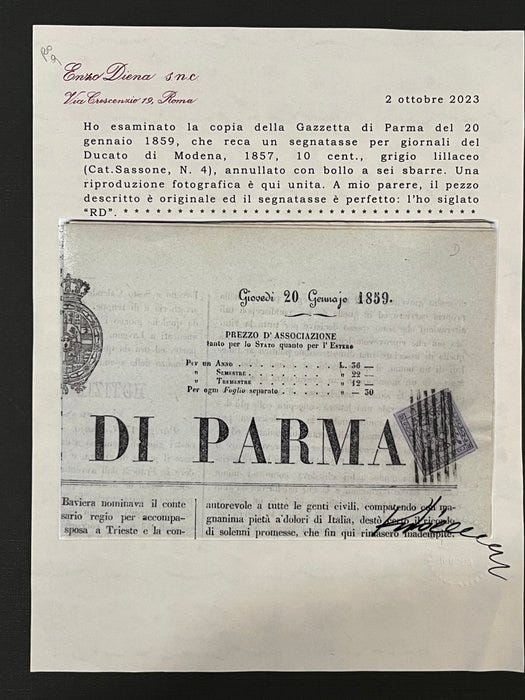 Enzo Diena s.n.c.
Via Crescenzio 19, Roma
2 ottobre 2023
Ho esaminato la copia della Gazzetta di Parma del 20
gennaio 1859, che reca un segnatasse per giornali del
Ducato di Modena, 1857, 10 cent., grigio lillaceo
(Cat.Sassone, N. 4), annullato con bollo a sei sbarre. Una
riproduzione fotografica è qui unita. A mio parere, il pezzo
descritto è originale ed il segnatasse è perfetto: l'ho siglato
"RD". * * * * * * * * * * * * * * * * * * * * * * * * * * * * * * * *
Giovedì 20 Gennajo 1859.
PREZZO D'ASSOCIAZIONE
tanto per lo Stato quanto per l'Estero
Per un Anno . . . . . . . . . . . L. 36 —
" Semestre . . . . . . . . . . " 22 —
" Trimestre . . . . . . . . . " 12 —
Per ogni Foglio separato . . . . . . " — 30
DI PARMA
Baviera nominava il conte
sario regio per accompa-
sposa a Trieste e la con-
autorevole a tutte le genti civili, compatendo con ma-
gnanima pietà a'dolori di Italia, destò certo il ricordo
di solenni promesse, che fin qui rimasero inadempite.